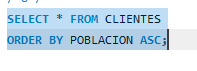 SELECT * FROM CLIENTES
ORDER BY POBLACION ASC;